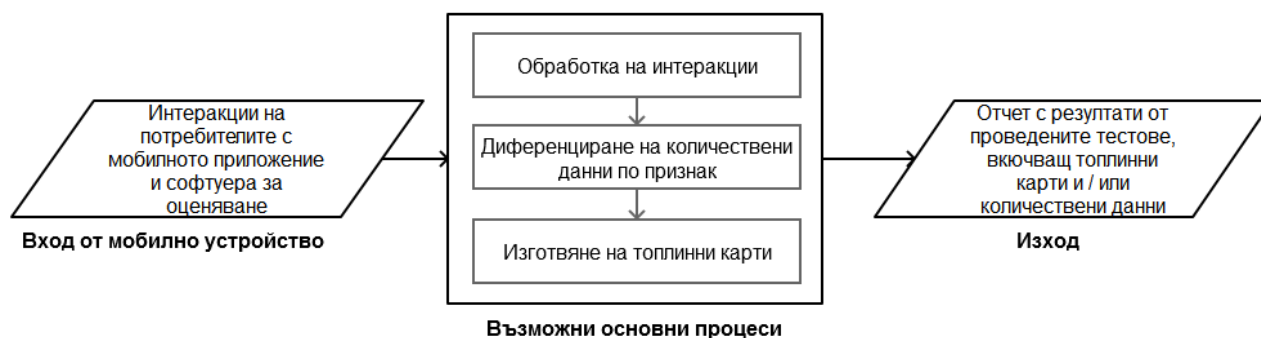 Интеракции на
потребителите с
мобилното приложение
и софтуера за
оценяване
Вход от мобилно устройство
Обработка на интеракции
Диференциране на количествени
данни по признак
Изготвяне на топлинни карти
Възможни основни процеси
Отчет с резултати от
проведените тестове,
вкючващ топлинни
карти и / или
количествени данни
Изход